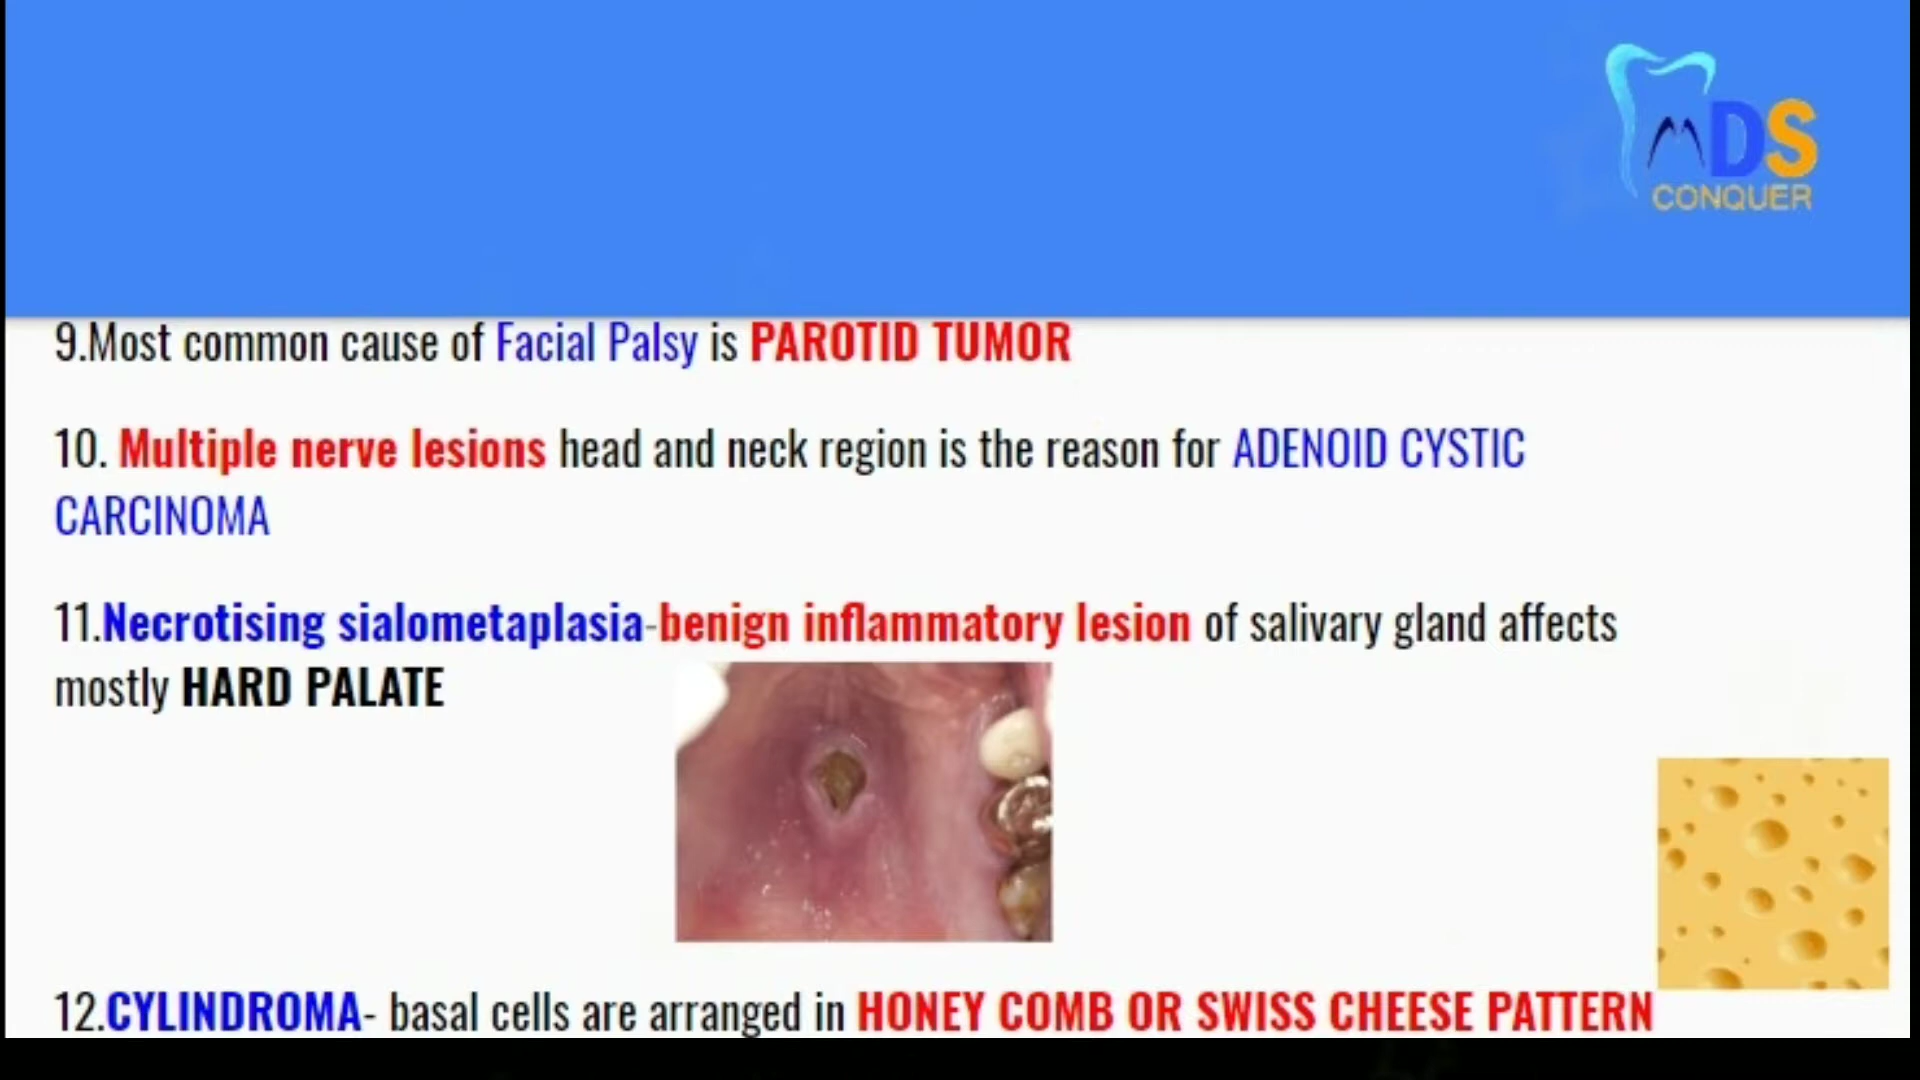 MDS
CONQUER
9.Most common cause of Facial Palsy is PAROTID TUMOR
10. Multiple nerve lesions head and neck region is the reason for ADENOID CYSTIC
CARCINOMA
11.Necrotising sialometaplasia-benign inflammatory lesion of salivary gland affects
mostly HARD PALATE
12.CYLINDROMA- basal cells are arranged in HONEY COMB OR SWISS CHEESE PATTERN